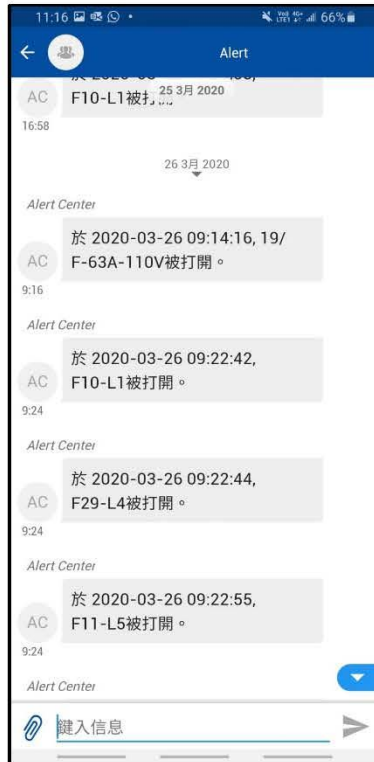 11:16 66%
Alert
25 3月 2020
AC
F10-L1被打
16:58
26 3月 2020
Alert Center
於 2020-03-26 09:14:16, 19/
F-63A-110V被打開。
AC
9:16
Alert Center
於 2020-03-26 09:22:42,
F10-L1被打開。
AC
9:24
Alert Center
於 2020-03-26 09:22:44,
F29-L4被打開。
AC
9:24
Alert Center
於 2020-03-26 09:22:55,
F11-L5被打開。
AC
9:24
Alert Center
鍵入信息